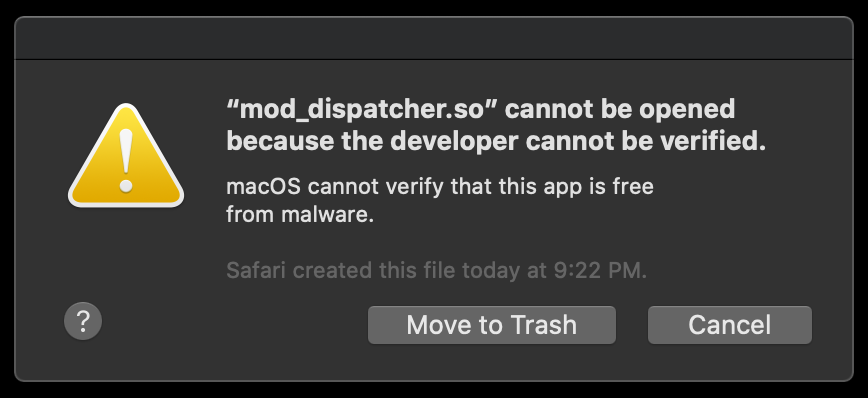 “mod_dispatcher.so” cannot be opened
because the developer cannot be verified.
macOS cannot verify that this app is free
from malware.
Safari created this file today at 9:22 PM.
?
Move to Trash
Cancel